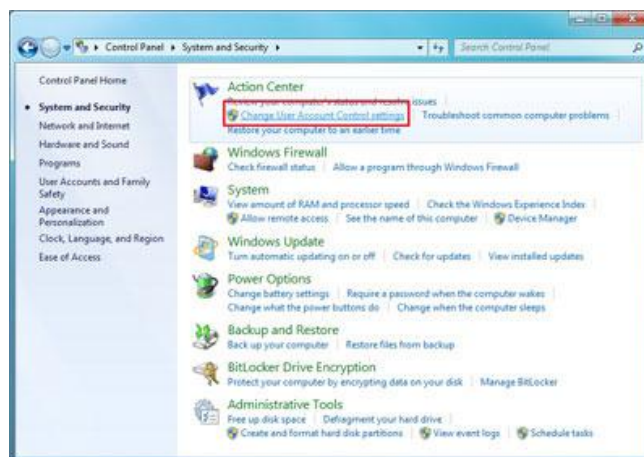 Control Panel ▸ System and Security ▸
Search Control Panel
Control Panel Home
System and Security
Network and Internet
Hardware and Sound
Programs
User Accounts and Family
Safety
Appearance and
Personalization
Clock, Language, and Region
Ease of Access
Action Center
Review your computer's status and resolve issues
Change User Account Control settings Troubleshoot common computer problems
Restore your computer to an earlier time
Windows Firewall
Check firewall status Allow a program through Windows Firewall
System
View amount of RAM and processor speed Check the Windows Experience Index
Allow remote access See the name of this computer Device Manager
Windows Update
Turn automatic updating on or off Check for updates View installed updates
Power Options
Change battery settings Require a password when the computer wakes
Change what the power buttons do Change when the computer sleeps
Backup and Restore
Back up your computer Restore files from backup
BitLocker Drive Encryption
Protect your computer by encrypting data on your disk Manage BitLocker
Administrative Tools
Free up disk space Defragment your hard drive
Create and format hard disk partitions View event logs Schedule tasks